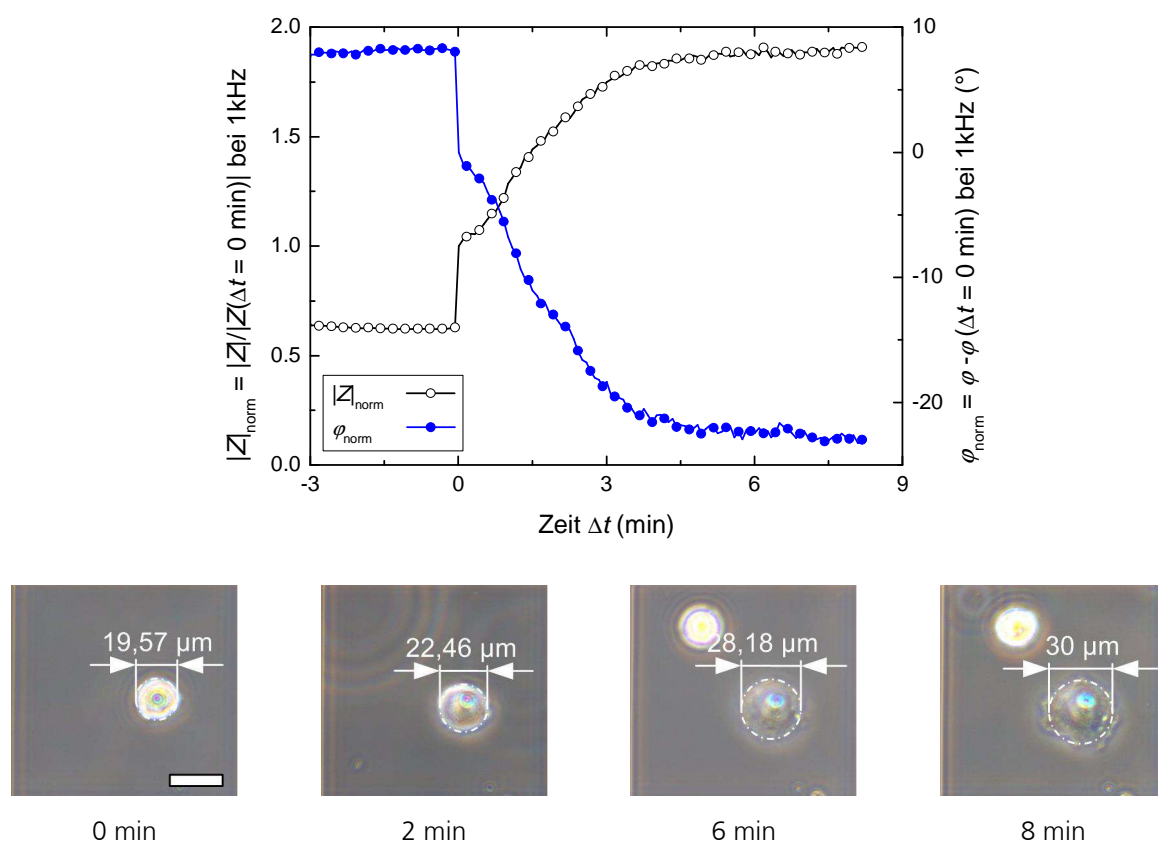 2.0
1.5
1.0
0.5
0.0
|Z|norm = |Z|/|Z(Δt = 0 min)| bei 1kHz
10
0
-10
-20
φnorm = φ -φ (Δt = 0 min) bei 1kHz (°)
|Z|norm
φnorm
-3 0 3 6 9
Zeit Δt (min)
19,57 µm
22,46 µm
28,18 µm
30 µm
0 min
2 min
6 min
8 min